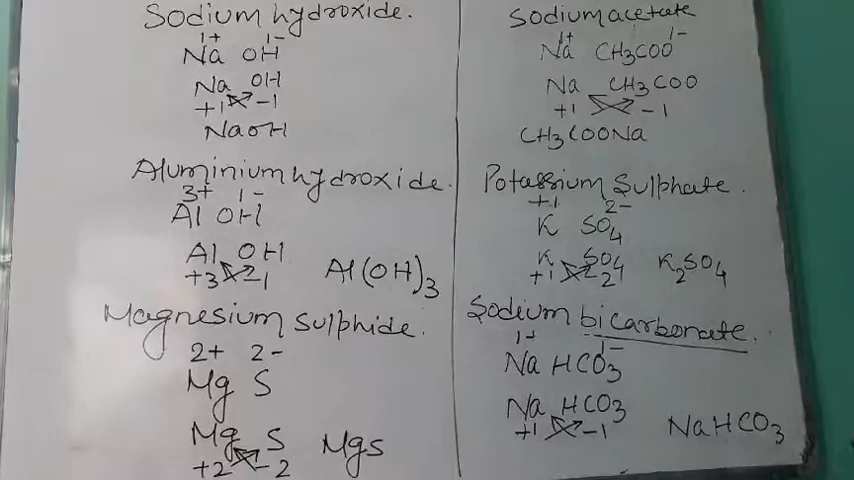 Sodium hydroxide.
1+ 1-
Na OH
Na OH
+1 -1
NaOH
Aluminium hydroxide.
3+ 1-
Al OH
Al OH
+3 -1
Al(OH)3
Magnesium sulphide.
2+ 2-
Mg S
Mg S
+2 -2
MgS
Sodium acetate
1+ 1-
Na CH3COO
Na CH3COO
+1 -1
CH3COONa
Potassium Sulphate.
+1 2-
K SO4
K SO4
+1 -2
K2SO4
Sodium bicarbonate.
1+ 1-
Na HCO3
Na HCO3
+1 -1
NaHCO3